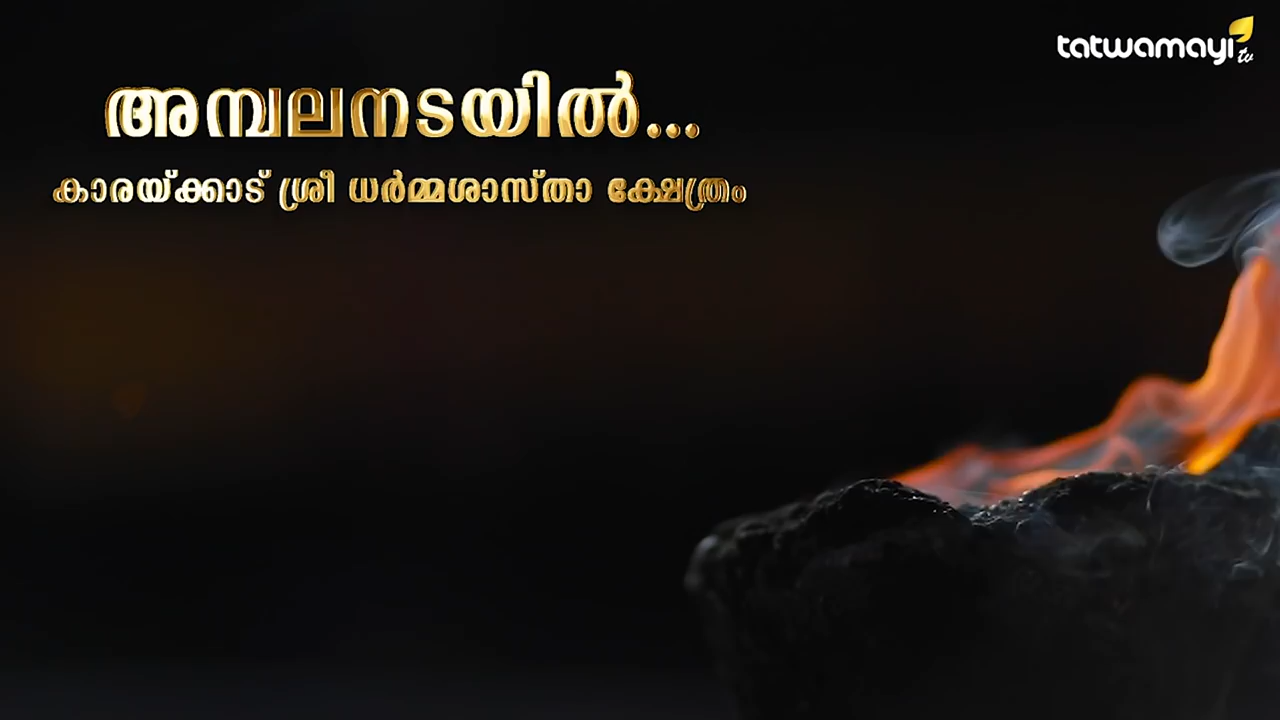 tatwamayi tv
അമ്പലനടയിൽ...
കാരയ്ക്കാട് ശ്രീ ധർമ്മശാസ്താ ക്ഷേത്രം